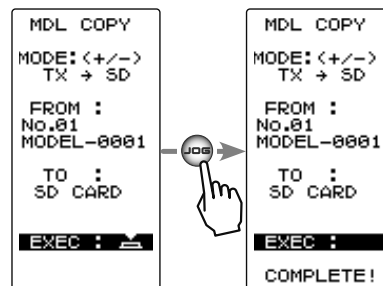 MDL COPY
MODE:(+/-)
TX → SD
FROM :
No.01
MODEL-0001
TO :
SD CARD
EXEC :
JOG
MDL COPY
MODE:(+/-)
TX → SD
FROM :
No.01
MODEL-0001
TO :
SD CARD
EXEC :
COMPLETE!